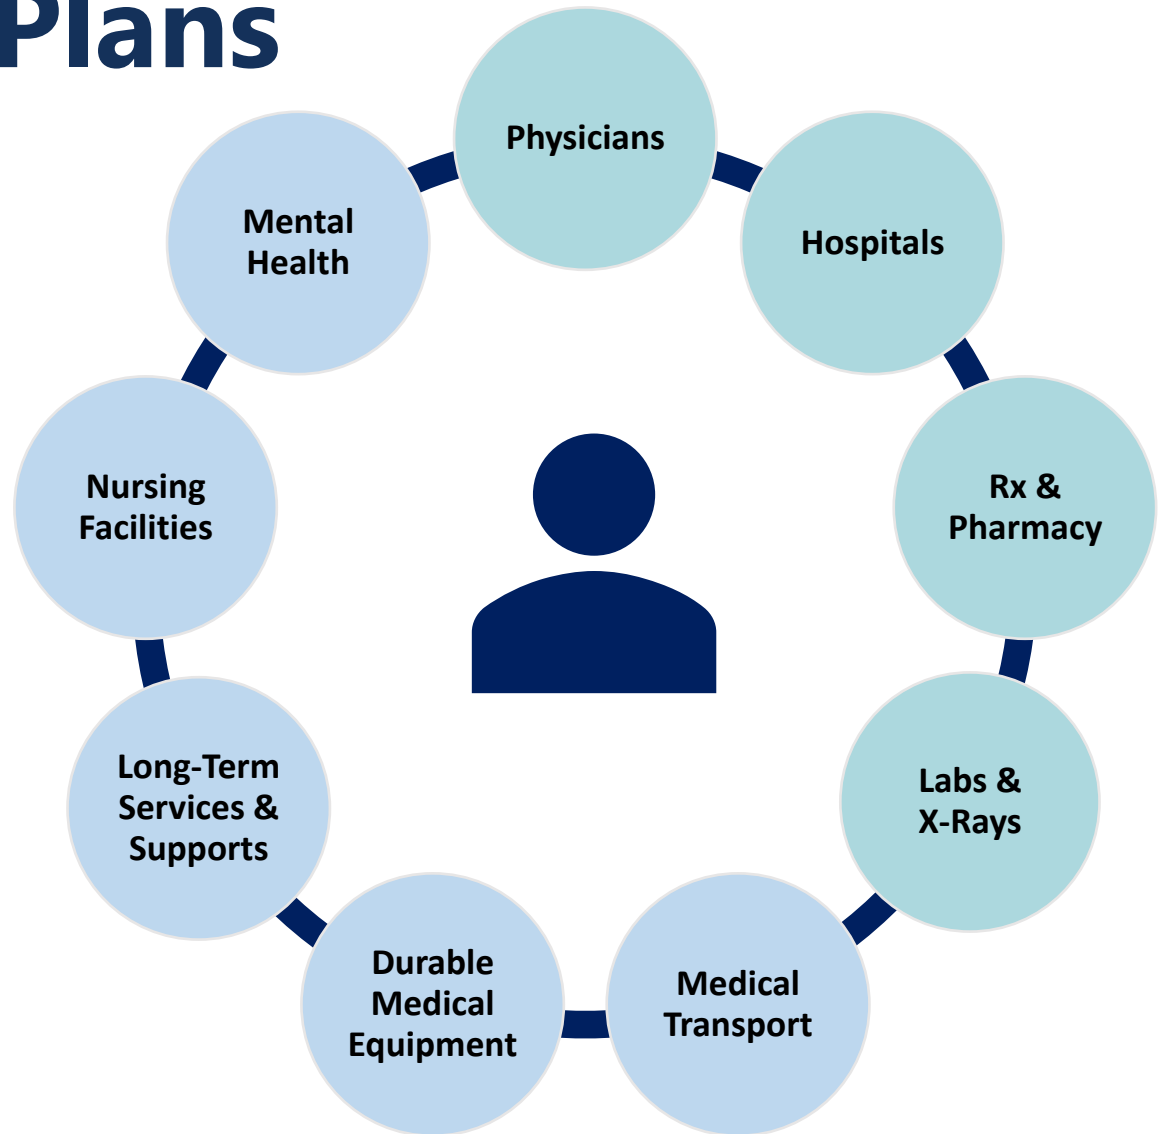 Plans
Physicians
Hospitals
Rx &
Pharmacy
Labs &
X-Rays
Medical
Transport
Durable
Medical
Equipment
Long-Term
Services &
Supports
Nursing
Facilities
Mental
Health